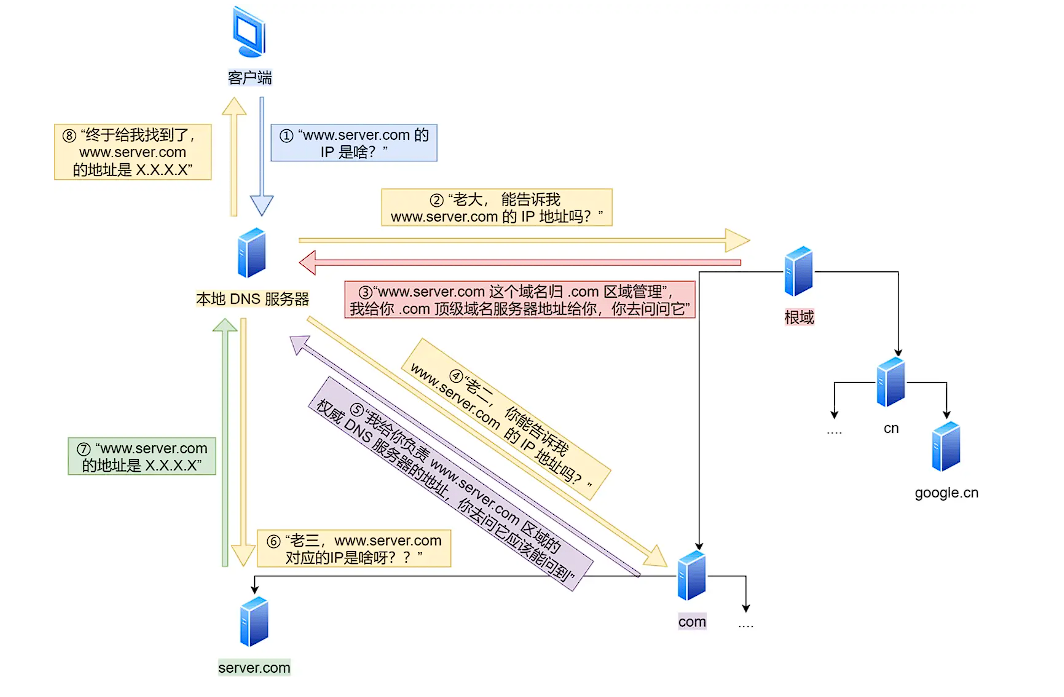 客户端
⑧ “终于给我找到了，
www.server.com
的地址是 X.X.X.X”
① “www.server.com 的
IP 是啥？”
② “老大， 能告诉我
www.server.com 的 IP 地址吗？”
本地 DNS 服务器
③“www.server.com 这个域名归 .com 区域管理”，
我给你 .com 顶级域名服务器地址给你，你去问问它”
根域
④“老二， 你能告诉我
www.server.com 的 IP 地址吗？”
⑤ “我给你负责 www.server.com 区域的
权威 DNS 服务器的地址，你去问它应该能问到”
....
cn
google.cn
⑦ “www.server.com
的地址是 X.X.X.X”
⑥ “老三，www.server.com
对应的IP是啥呀？？”
com
....
server.com